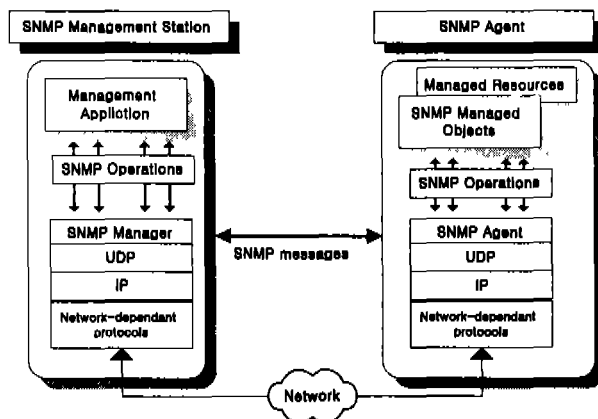 SNMP Management Station
SNMP Agent
Management
Appliction
SNMP Operations
SNMP Manager
UDP
IP
Network-dependant
protocols
SNMP messages
Managed Resources
SNMP Managed
Objects
SNMP Operations
SNMP Agent
UDP
IP
Network-dependant
protocols
Network